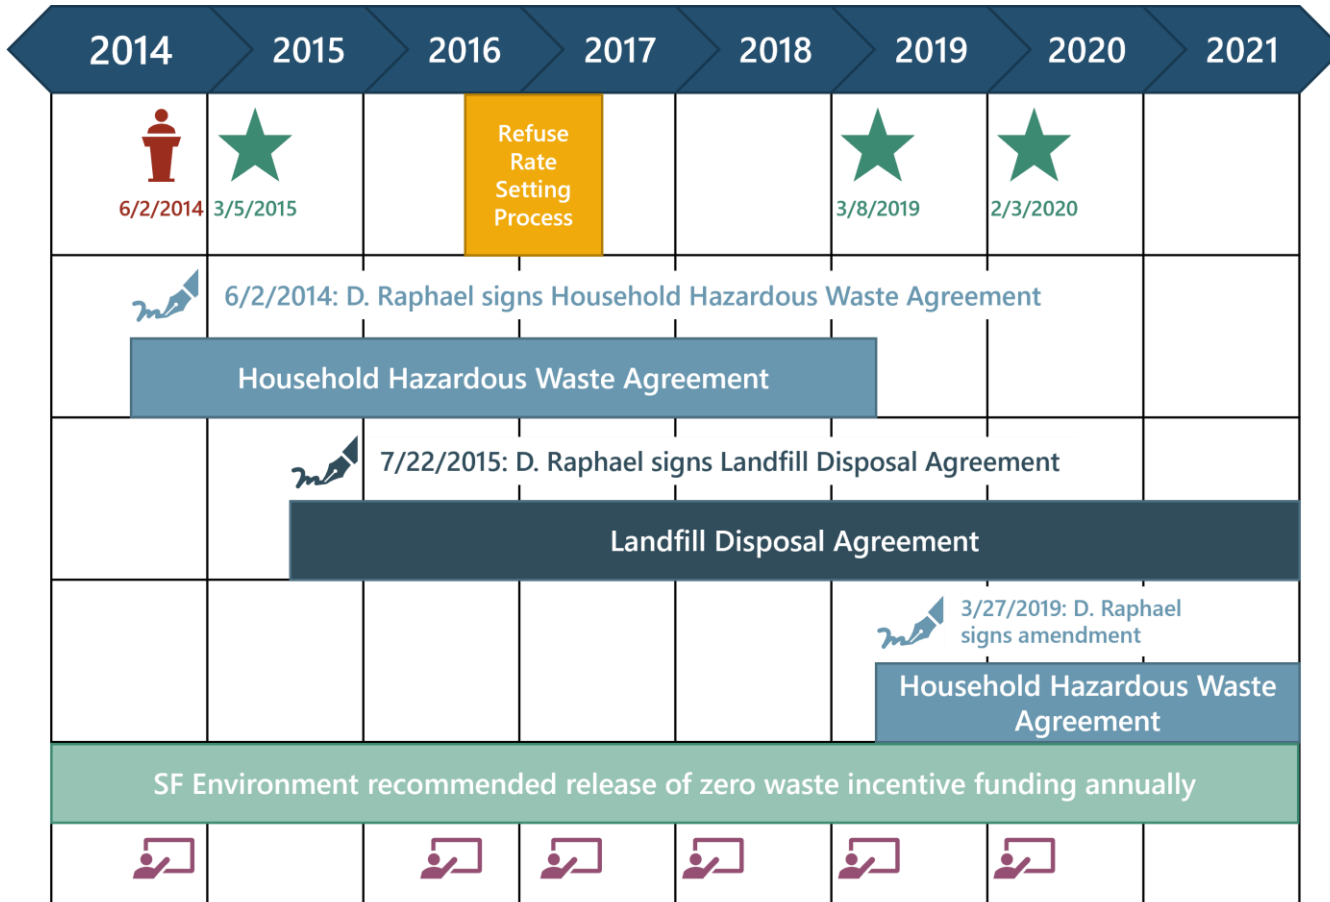 2014 2015 2016 2017 2018 2019 2020 2021
Refuse
Rate
Setting
Process
6/2/2014 3/5/2015 3/8/2019 2/3/2020
6/2/2014: D. Raphael signs Household Hazardous Waste Agreement
Household Hazardous Waste Agreement
7/22/2015: D. Raphael signs Landfill Disposal Agreement
Landfill Disposal Agreement
3/27/2019: D. Raphael
signs amendment
Household Hazardous Waste
Agreement
SF Environment recommended release of zero waste incentive funding annually